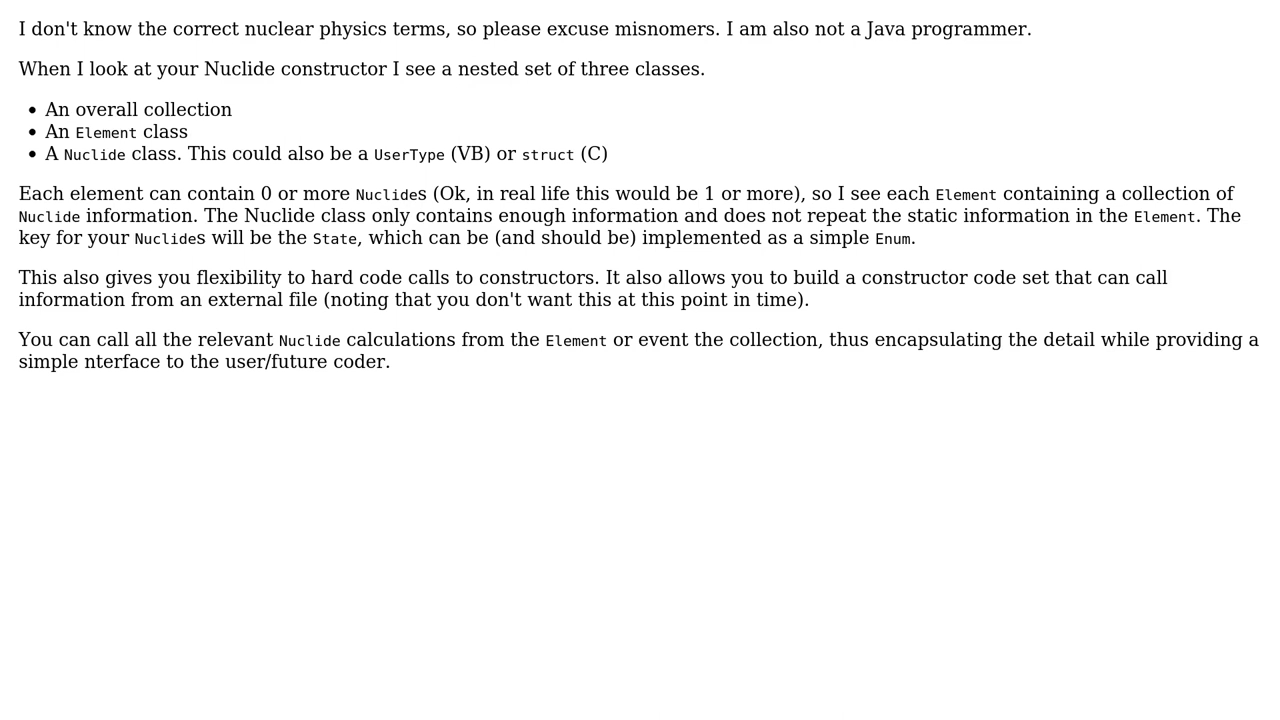 I don't know the correct nuclear physics terms, so please excuse misnomers. I am also not a Java programmer.
When I look at your Nuclide constructor I see a nested set of three classes.
• An overall collection
• An Element class
• A Nuclide class. This could also be a UserType (VB) or struct (C)
Each element can contain 0 or more Nuclides (Ok, in real life this would be 1 or more), so I see each Element containing a collection of
Nuclide information. The Nuclide class only contains enough information and does not repeat the static information in the Element. The
key for your Nuclides will be the State, which can be (and should be) implemented as a simple Enum.
This also gives you flexibility to hard code calls to constructors. It also allows you to build a constructor code set that can call
information from an external file (noting that you don't want this at this point in time).
You can call all the relevant Nuclide calculations from the Element or event the collection, thus encapsulating the detail while providing a
simple nterface to the user/future coder.